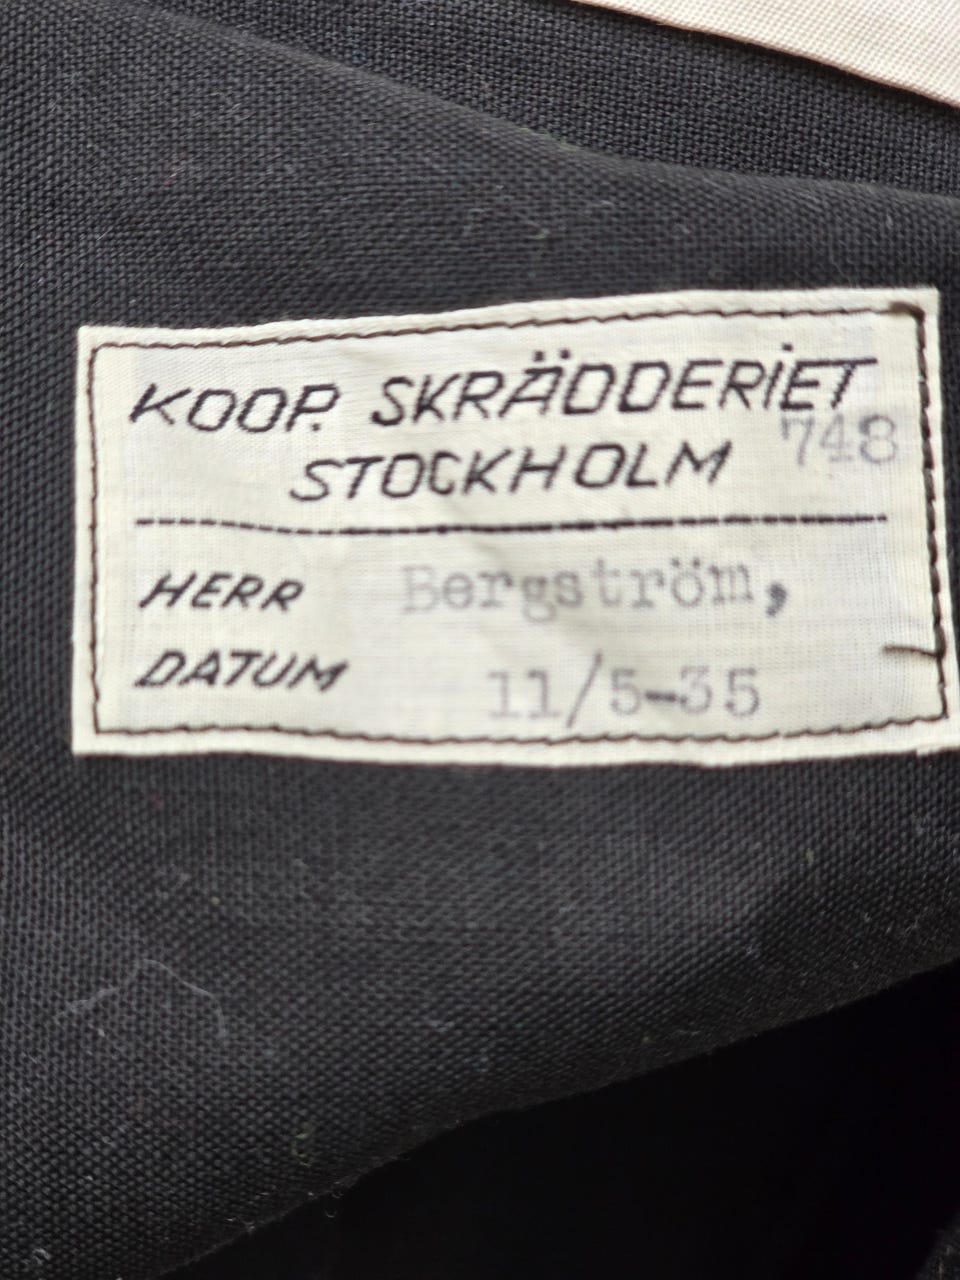 KOOP. SKRÄDDERIET
748
STOCKHOLM
HERR Bergström,
DATUM 11/5-35